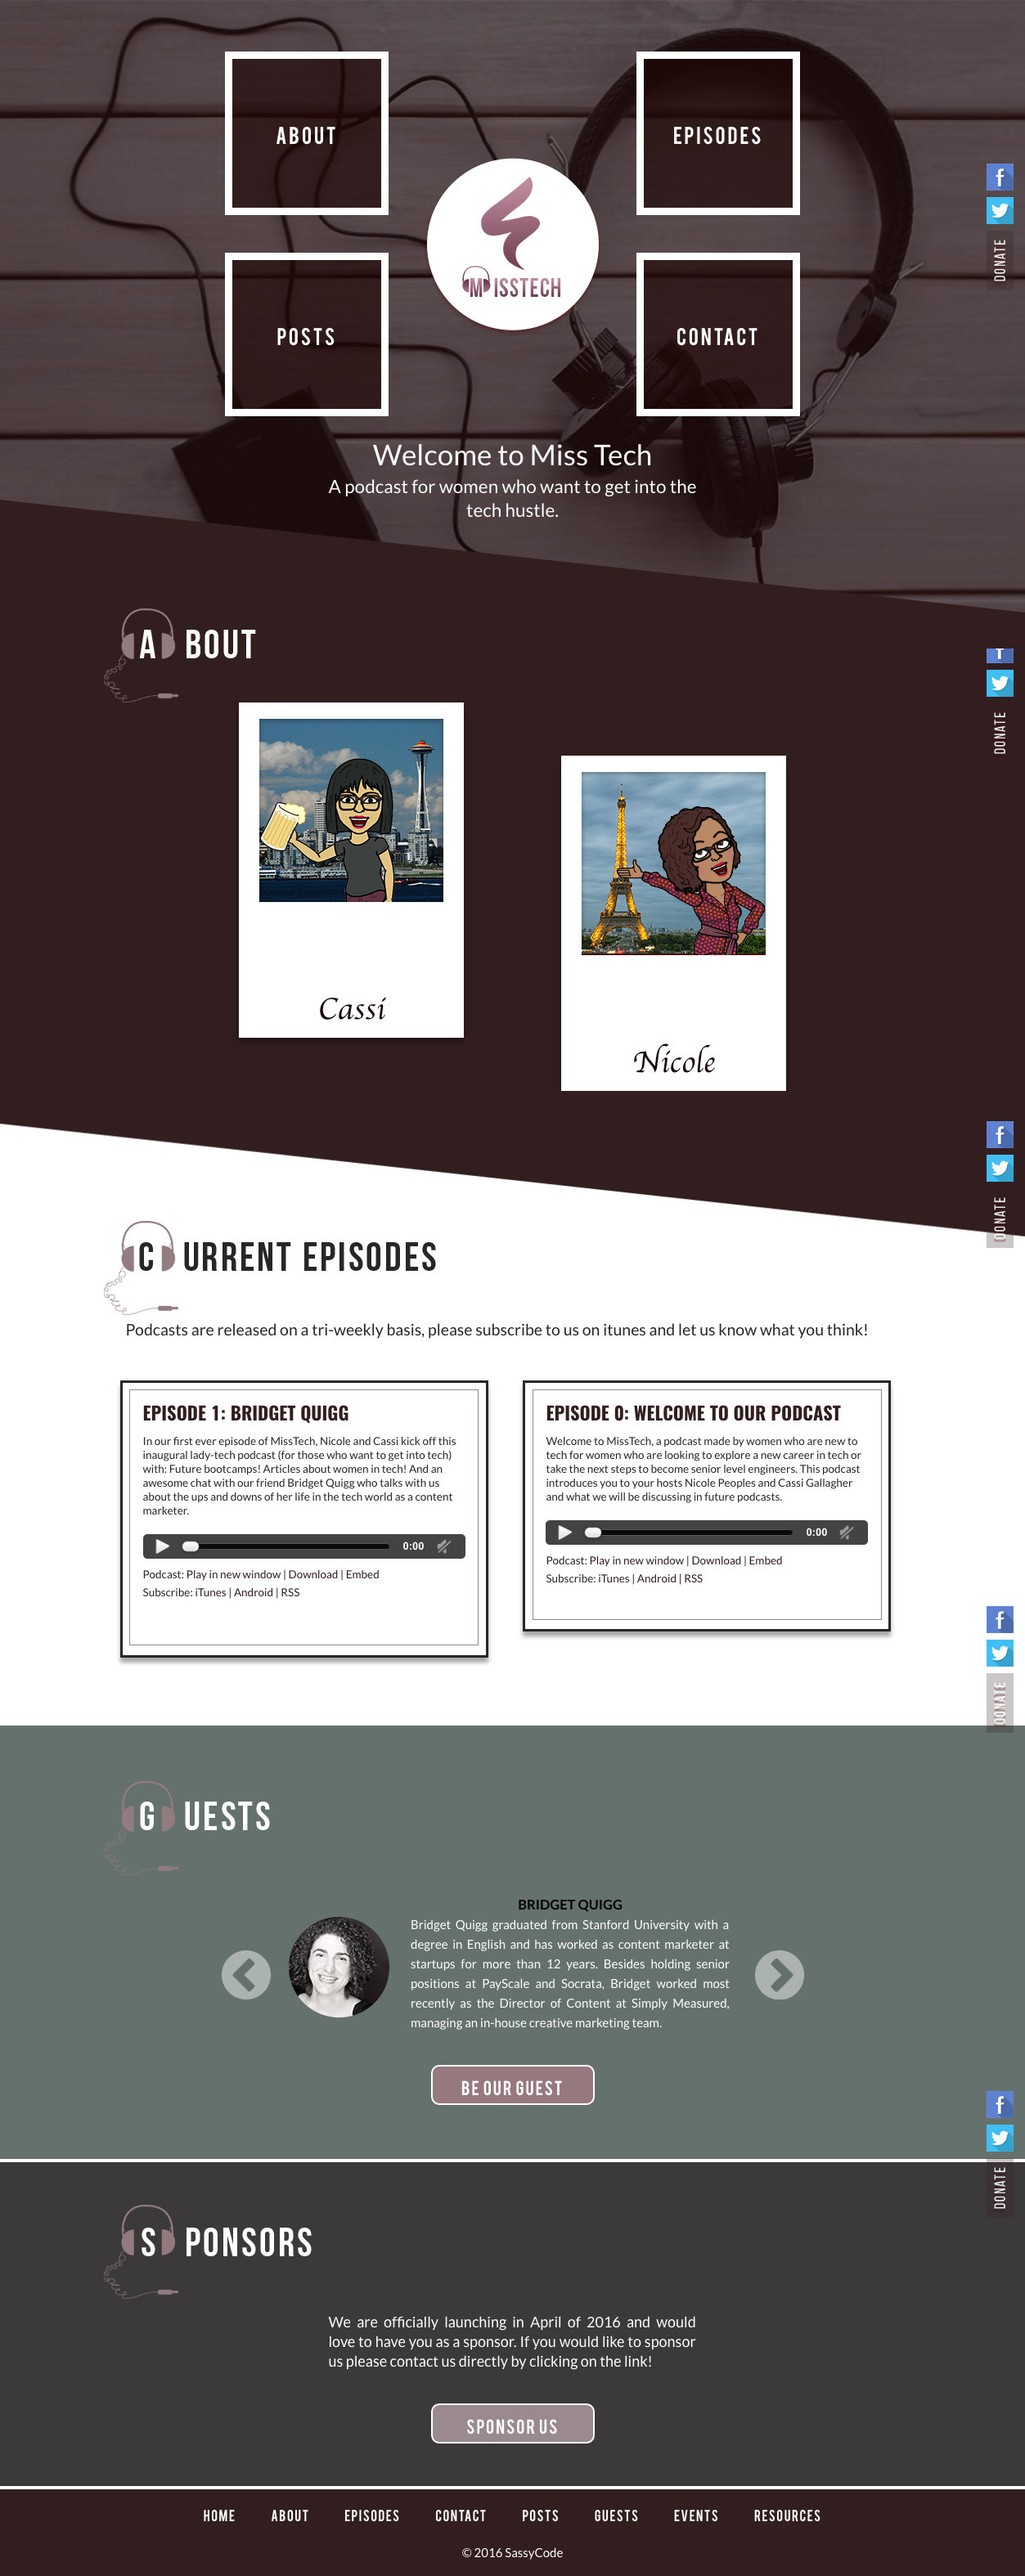 ABOUT
EPISODES
MISSTECH
DONATE
POSTS
CONTACT
Welcome to Miss Tech
A podcast for women who want to get into the
tech hustle.
ABOUT
DONATE
Cassi
Nicole
DONATE
CURRENT EPISODES
Podcasts are released on a tri-weekly basis, please subscribe to us on itunes and let us know what you think!
EPISODE 1: BRIDGET QUIGG
In our first ever episode of MissTech, Nicole and Cassi kick off this
inaugural lady-tech podcast (for those who want to get into tech)
with: Future bootcamps! Articles about women in tech! And an
awesome chat with our friend Bridget Quigg who talks with us
about the ups and downs of her life in the tech world as a content
marketer.
0:00
Podcast: Play in new window | Download | Embed
Subscribe: iTunes | Android | RSS
EPISODE 0: WELCOME TO OUR PODCAST
Welcome to MissTech, a podcast made by women who are new to
tech for women who are looking to explore a new career in tech or
take the next steps to become senior level engineers. This podcast
introduces you to your hosts Nicole Peoples and Cassi Gallagher
and what we will be discussing in future podcasts.
0:00
Podcast: Play in new window | Download | Embed
Subscribe: iTunes | Android | RSS
DONATE
GUESTS
BRIDGET QUIGG
Bridget Quigg graduated from Stanford University with a
degree in English and has worked as content marketer at
startups for more than 12 years. Besides holding senior
positions at PayScale and Socrata, Bridget worked most
recently as the Director of Content at Simply Measured,
managing an in-house creative marketing team.
BE OUR GUEST
DONATE
SPONSORS
We are officially launching in April of 2016 and would
love to have you as a sponsor. If you would like to sponsor
us please contact us directly by clicking on the link!
SPONSOR US
HOME ABOUT EPISODES CONTACT POSTS GUESTS EVENTS RESOURCES
© 2016 SassyCode